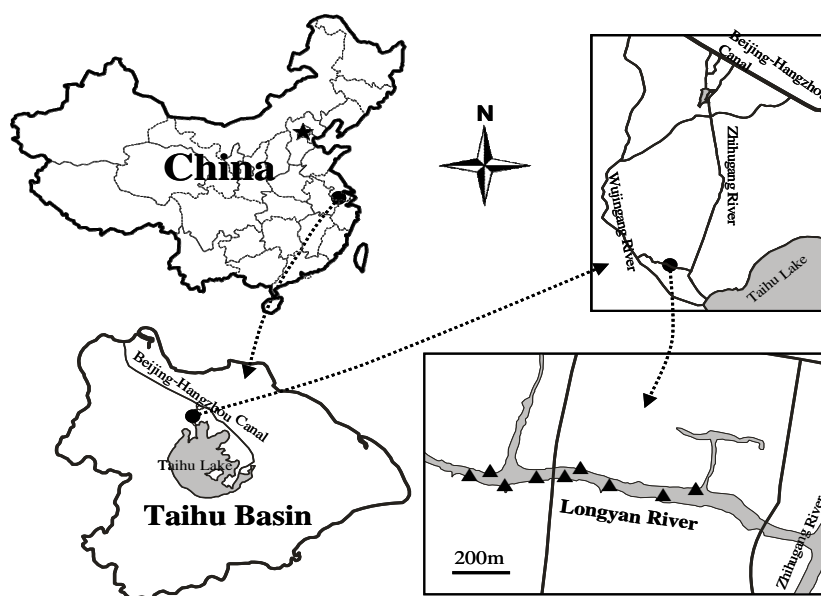 China
N
Beijing-Hangzhou
Canal
Zhihugang River
Wujingang River
Taihu Lake
Beijing-Hangzhou Canal
Taihu Lake
Taihu Basin
Longyan River
200m
Zhihugang River